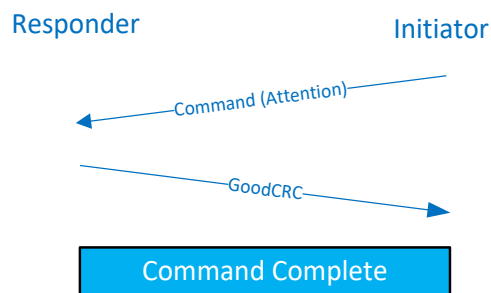 Responder
Initiator
Command (Attention)
GoodCRC
Command Complete